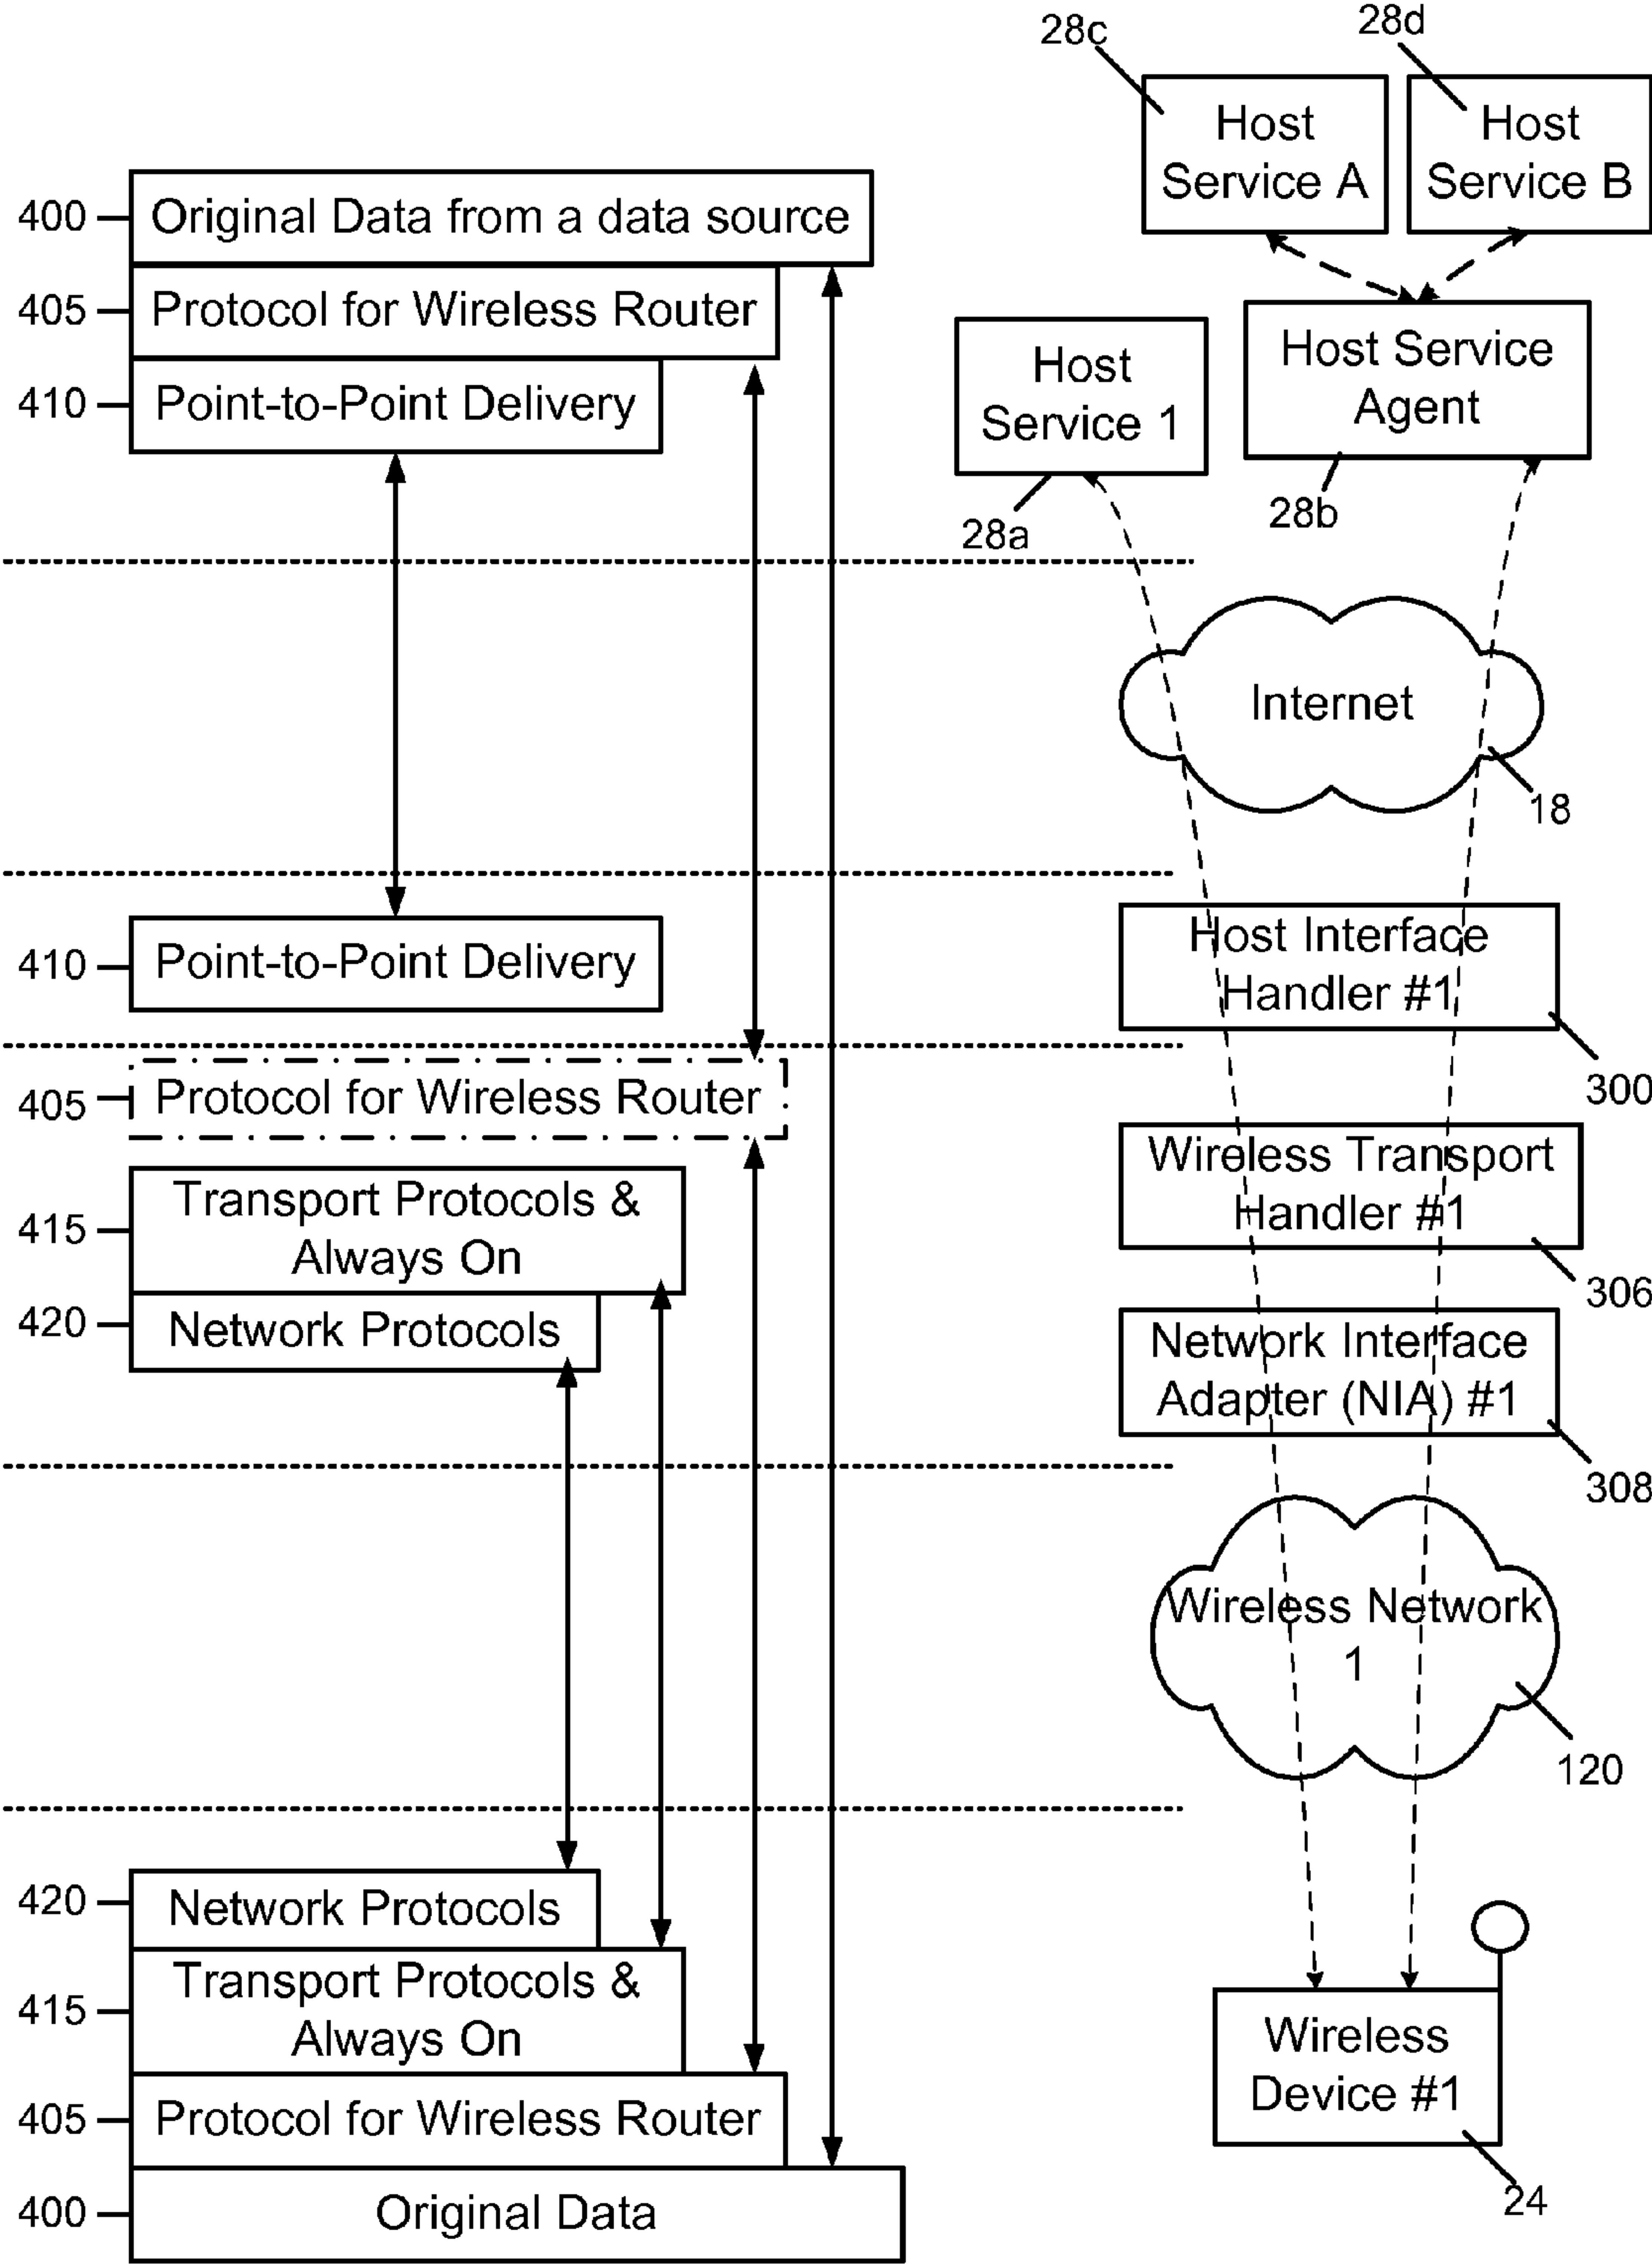 28c
28d
Host
Service A
Host
Service B
400
Original Data from a data source
405
Protocol for Wireless Router
410
Point-to-Point Delivery
Host
Service 1
Host Service
Agent
28a
28b
Internet
18
410
Point-to-Point Delivery
Host Interface
Handler #1
300
405
Protocol for Wireless Router
415
Transport Protocols &
Always On
Wireless Transport
Handler #1
306
420
Network Protocols
Network Interface
Adapter (NIA) #1
308
Wireless Network
1
120
420
Network Protocols
415
Transport Protocols &
Always On
405
Protocol for Wireless Router
400
Original Data
Wireless
Device #1
24